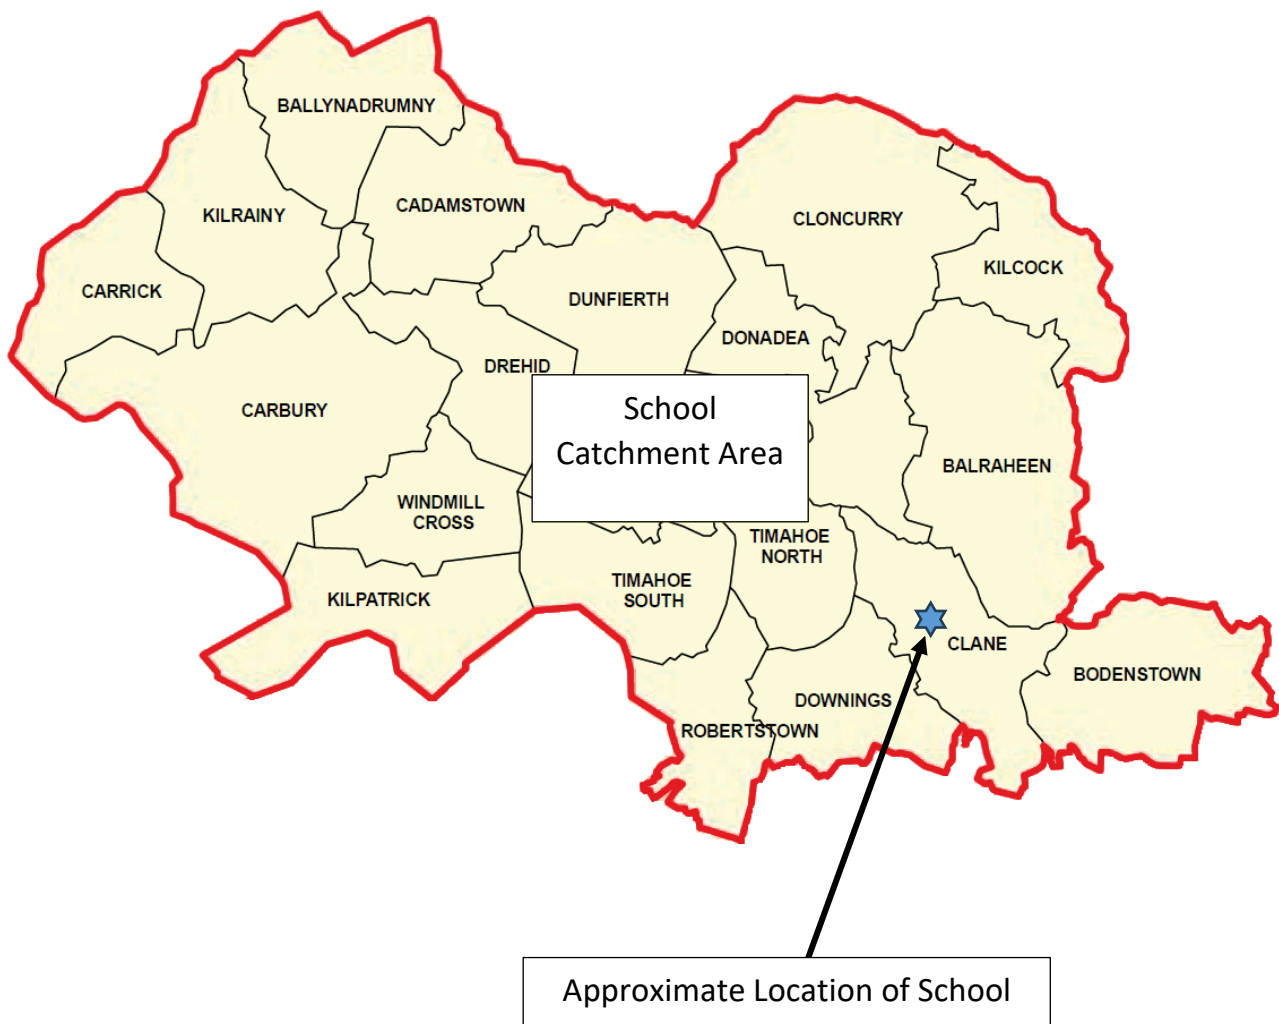 BALLYNADRUMNY
CADAMSTOWN
KILRAINY
CLONCURRY
KILCOCK
CARRICK
DUNFIERTH
DONADEA
DREHID
CARBURY
School
Catchment Area
BALRAHEEN
WINDMILL
CROSS
TIMAHOE
NORTH
TIMAHOE
SOUTH
KILPATRICK
CLANE
BODENSTOWN
DOWNINGS
ROBERTSTOWN
Approximate Location of School